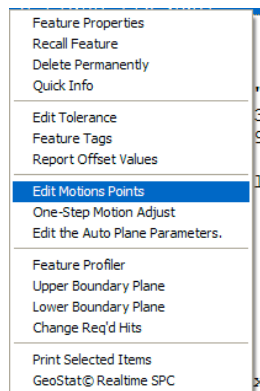 Feature Properties
Recall Feature
Delete Permanently
Quick Info
Edit Tolerance
Feature Tags
Report Offset Values
Edit Motions Points
One-Step Motion Adjust
Edit the Auto Plane Parameters.
Feature Profiler
Upper Boundary Plane
Lower Boundary Plane
Change Req'd Hits
Print Selected Items
GeoStat© Realtime SPC